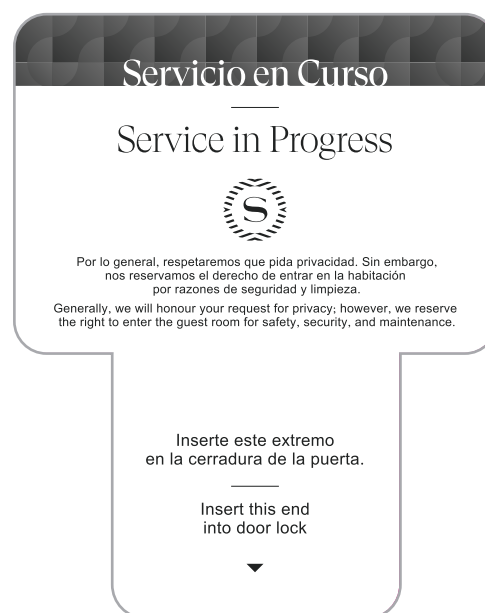 Servicio en Curso
Service in Progress
S
Por lo general, respetaremos que pida privacidad. Sin embargo,
nos reservamos el derecho de entrar en la habitación
por razones de seguridad y limpieza.
Generally, we will honour your request for privacy; however, we reserve
the right to enter the guest room for safety, security, and maintenance.
Inserte este extremo
en la cerradura de la puerta.
Insert this end
into door lock